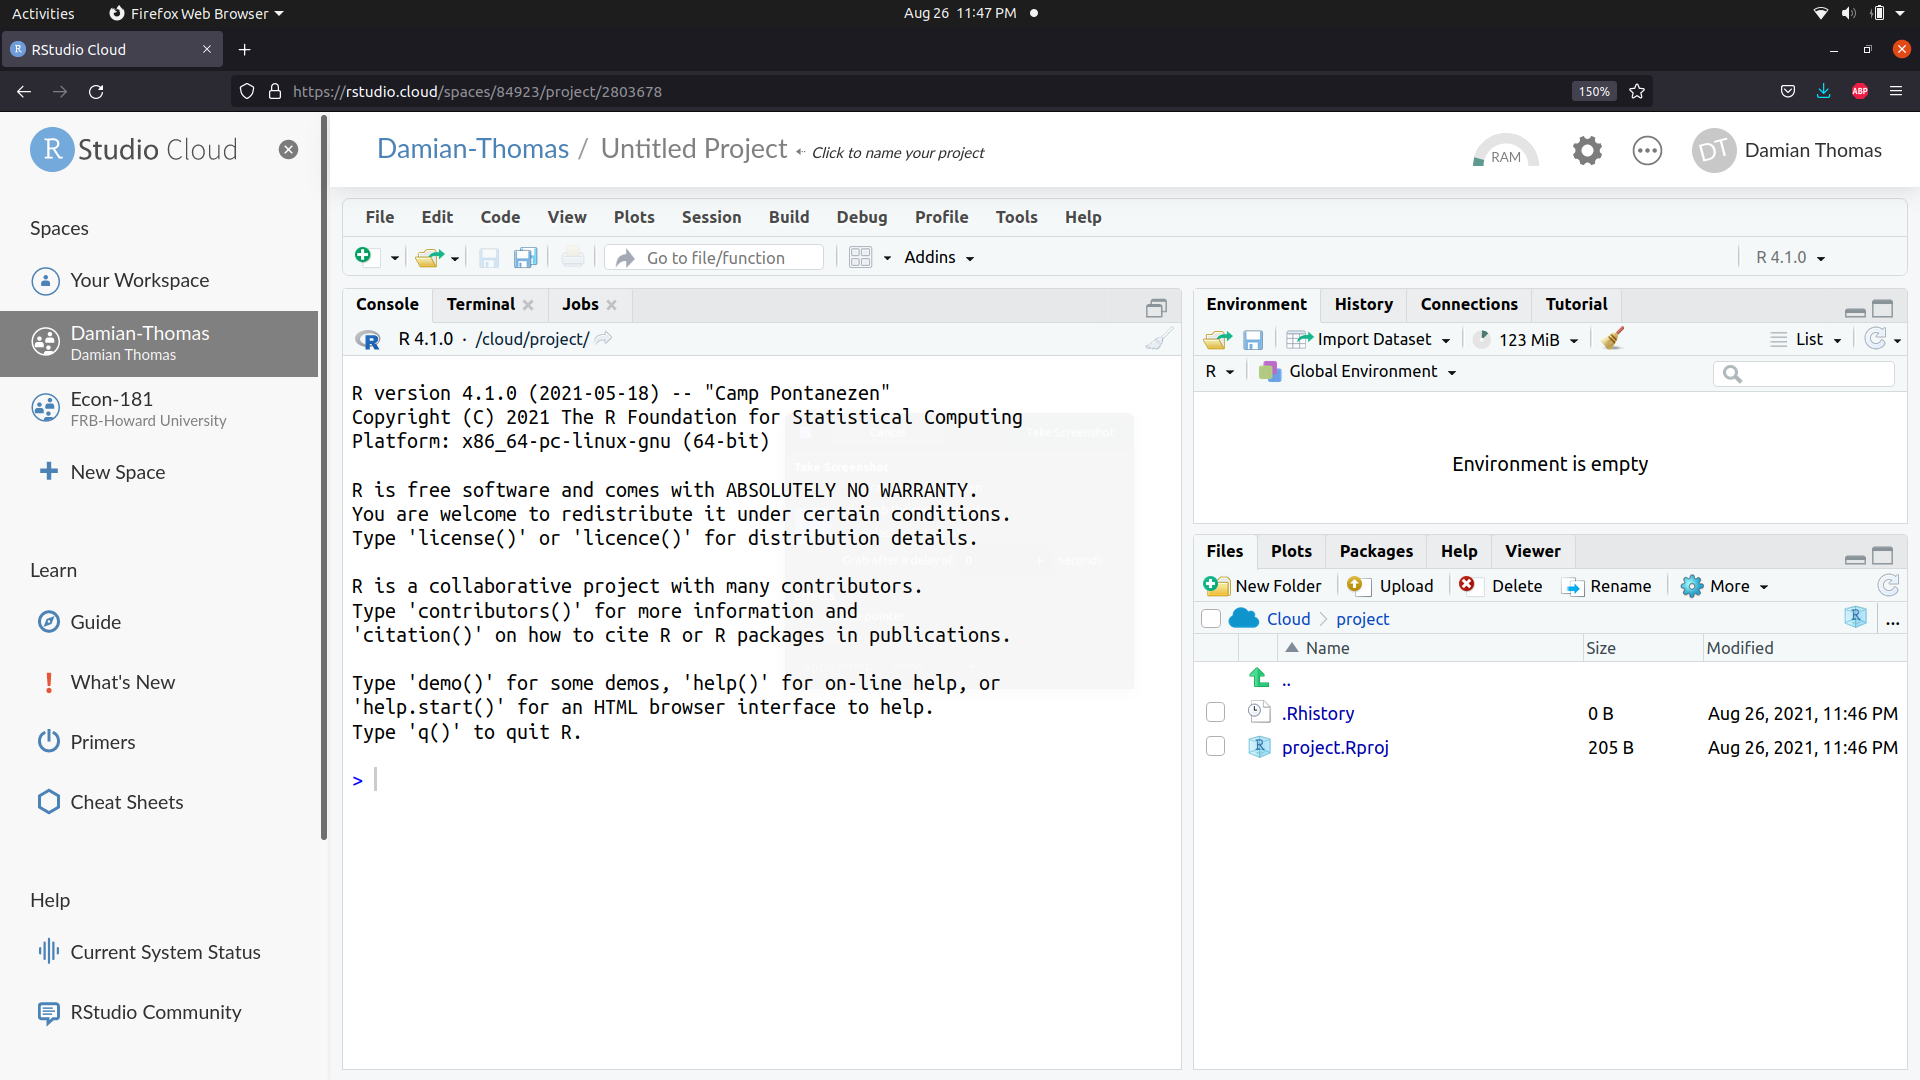 Activities
Firefox Web Browser
Aug 26 11:47 PM
RStudio Cloud
https://rstudio.cloud/spaces/84923/project/2803678
150%
ABP
R Studio Cloud
Damian-Thomas / Untitled Project
Click to name your project
RAM
DT
Damian Thomas
Spaces
Your Workspace
Damian-Thomas
Damian Thomas
Econ-181
FRB-Howard University
New Space
Learn
Guide
What's New
Primers
Cheat Sheets
Help
Current System Status
RStudio Community
File Edit Code View Plots Session Build Debug Profile Tools Help
Go to file/function
Addins
R 4.1.0
Console Terminal Jobs
R 4.1.0 · /cloud/project/
R version 4.1.0 (2021-05-18) -- "Camp Pontanezen"
Copyright (C) 2021 The R Foundation for Statistical Computing
Platform: x86_64-pc-linux-gnu (64-bit)
R is free software and comes with ABSOLUTELY NO WARRANTY.
You are welcome to redistribute it under certain conditions.
Type 'license()' or 'licence()' for distribution details.
R is a collaborative project with many contributors.
Type 'contributors()' for more information and
'citation()' on how to cite R or R packages in publications.
Type 'demo()' for some demos, 'help()' for on-line help, or
'help.start()' for an HTML browser interface to help.
Type 'q()' to quit R.
>
Take Screenshot
Take Screenshot
Environment History Connections Tutorial
Import Dataset
123 MiB
List
R
Global Environment
Environment is empty
Files Plots Packages Help Viewer
New Folder Upload Delete Rename More
Cloud project
...
Name Size Modified
..
.Rhistory 0 B Aug 26, 2021, 11:46 PM
project.Rproj 205 B Aug 26, 2021, 11:46 PM